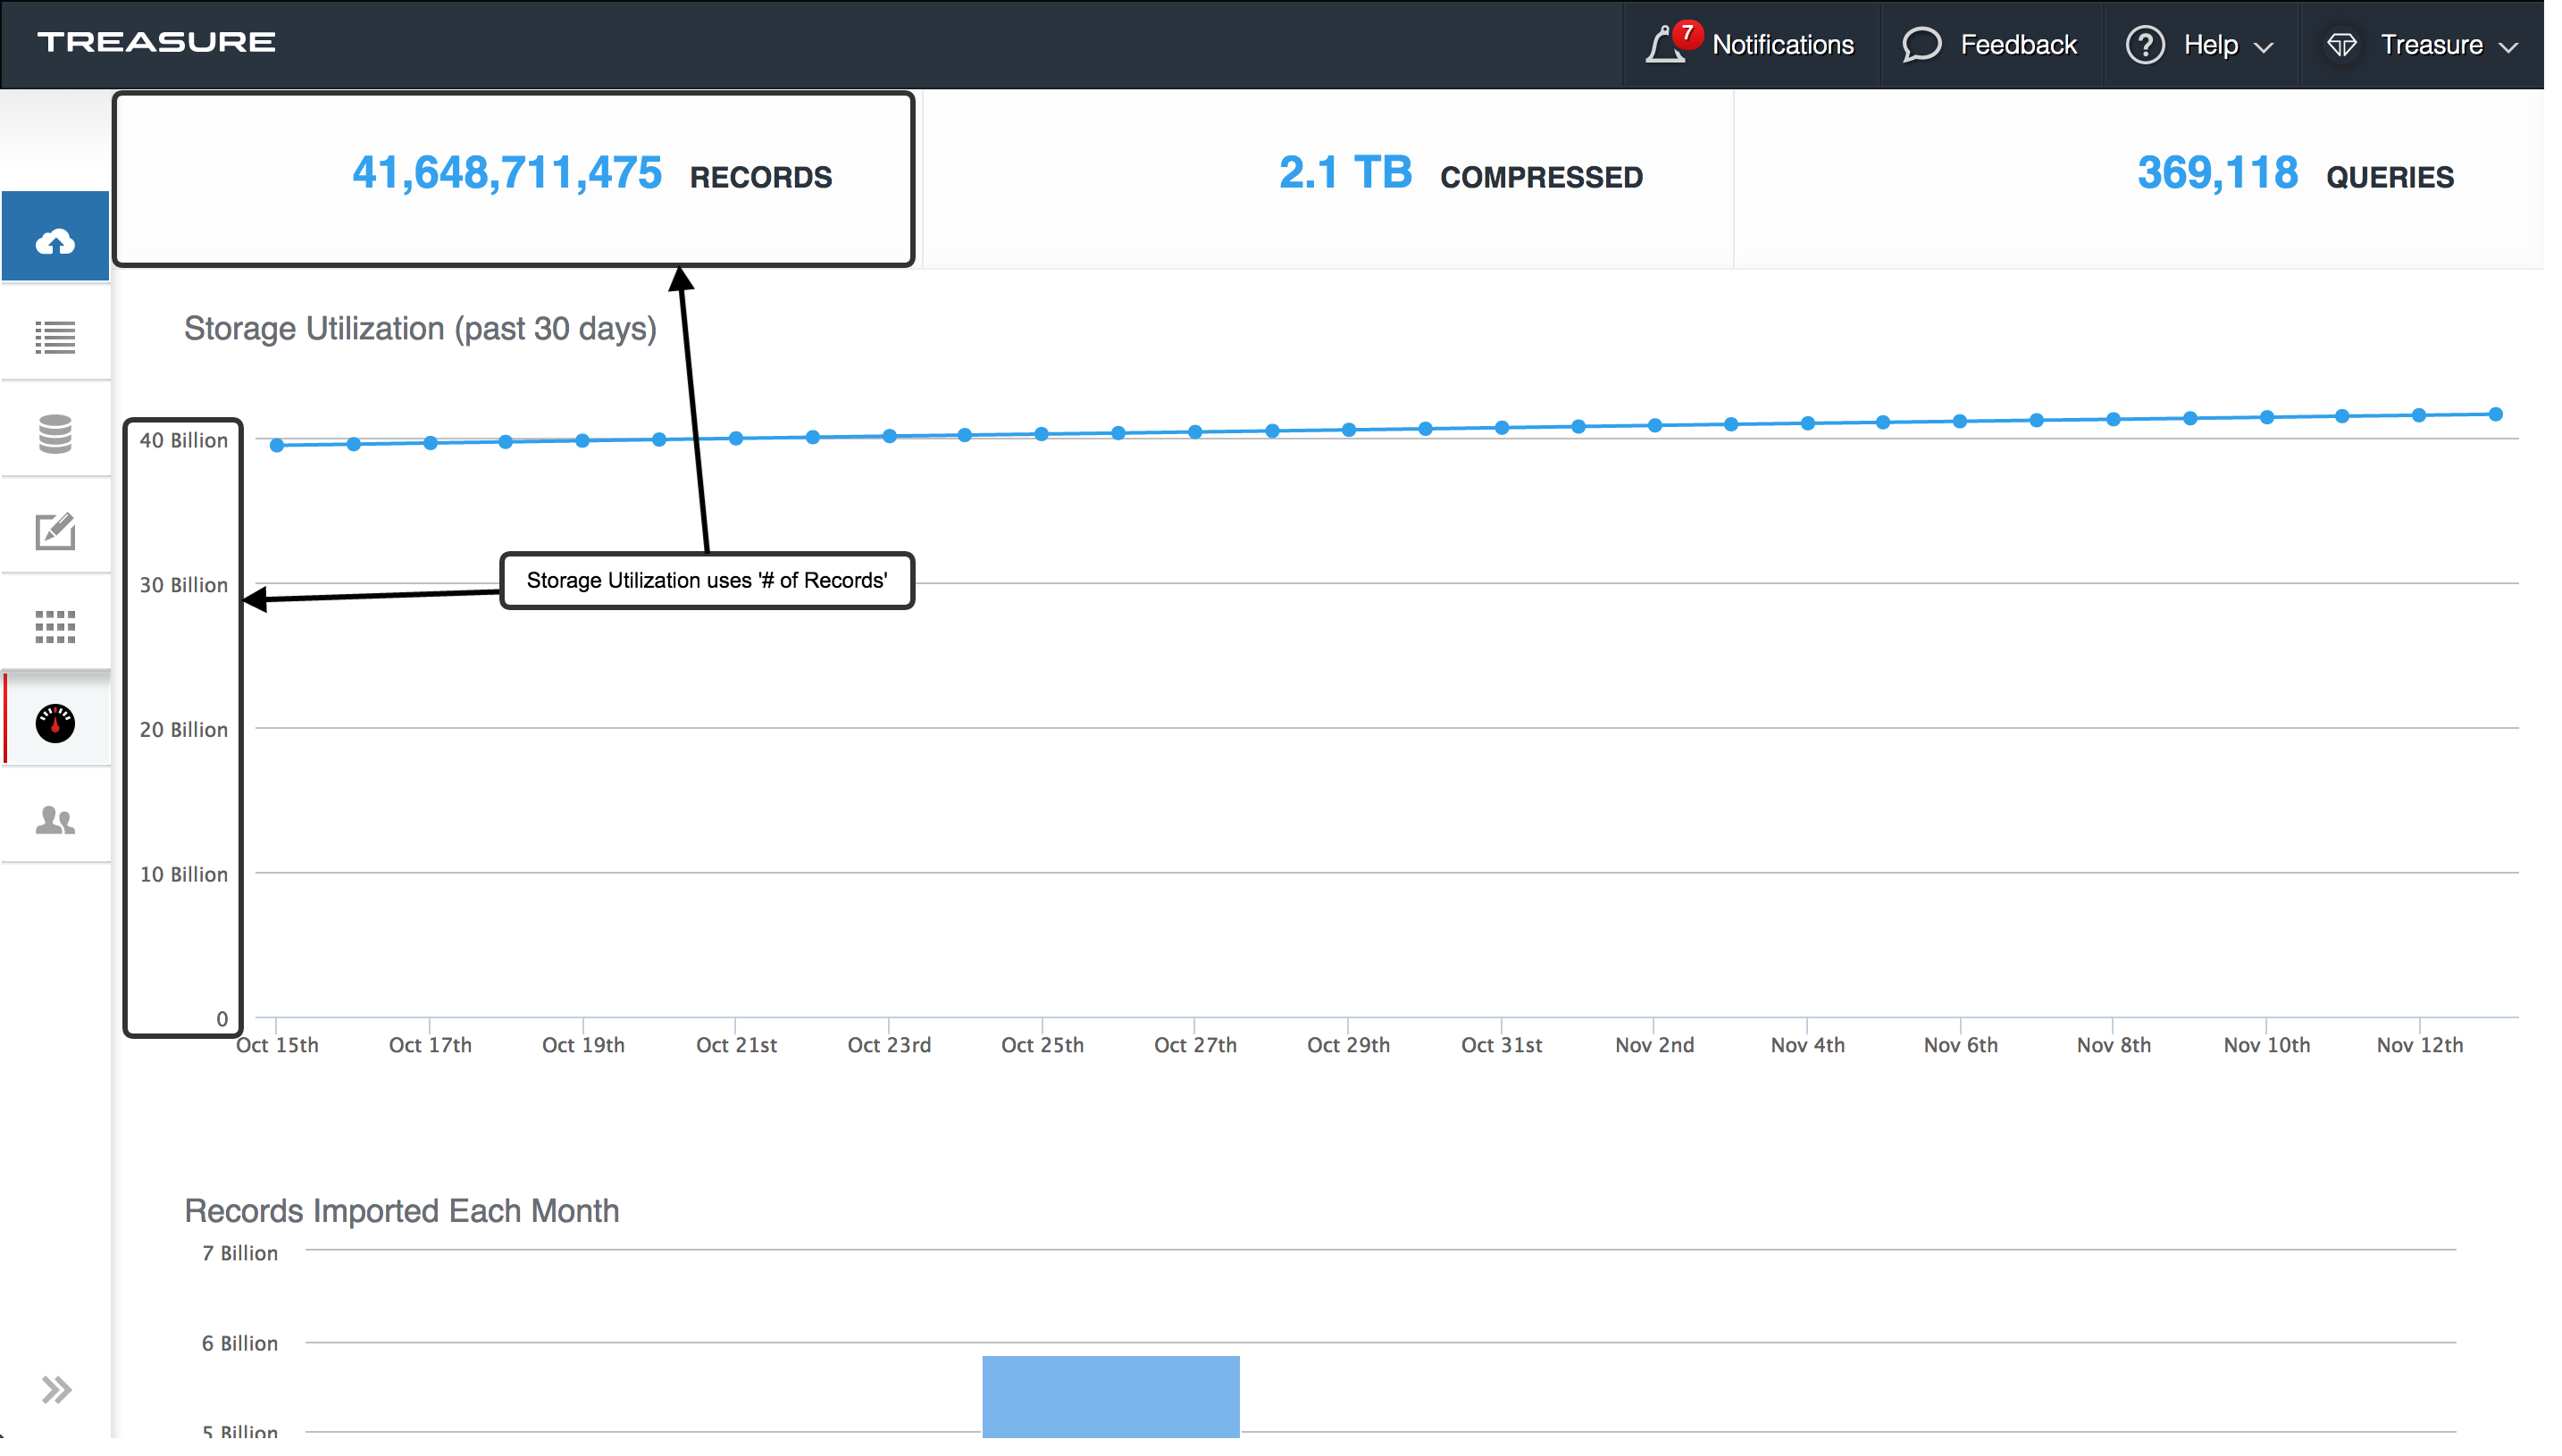 TREASURE
7 Notifications
Feedback
Help
Treasure
41,648,711,475 RECORDS
2.1 TB COMPRESSED
369,118 QUERIES
Storage Utilization (past 30 days)
40 Billion
30 Billion
20 Billion
10 Billion
0
Storage Utilization uses '# of Records'
Oct 15th
Oct 17th
Oct 19th
Oct 21st
Oct 23rd
Oct 25th
Oct 27th
Oct 29th
Oct 31st
Nov 2nd
Nov 4th
Nov 6th
Nov 8th
Nov 10th
Nov 12th
Records Imported Each Month
7 Billion
6 Billion
5 Billion